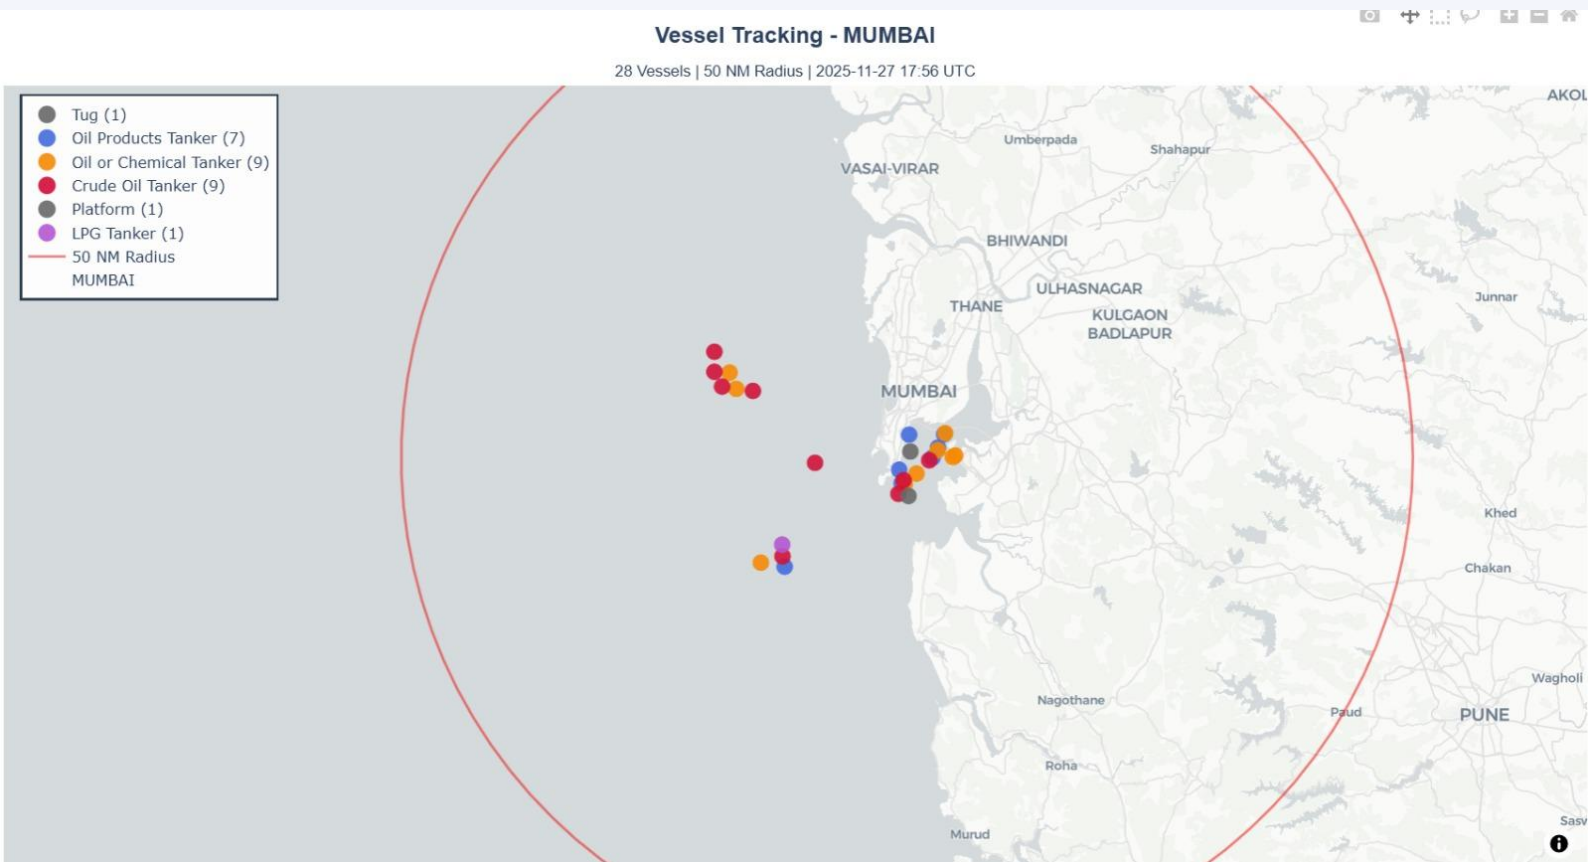 Vessel Tracking - MUMBAI
28 Vessels | 50 NM Radius | 2025-11-27 17:56 UTC
Tug (1)
Oil Products Tanker (7)
Oil or Chemical Tanker (9)
Crude Oil Tanker (9)
Platform (1)
LPG Tanker (1)
50 NM Radius
MUMBAI
AKOL
Umberpada
Shahapur
VASAI-VIRAR
BHIWANDI
ULHASNAGAR
Junnar
THANE
KULGAON
BADLAPUR
MUMBAI
Khed
Chakan
Wagholi
Nagothane
Paud
PUNE
Roha
Sasv
Murud